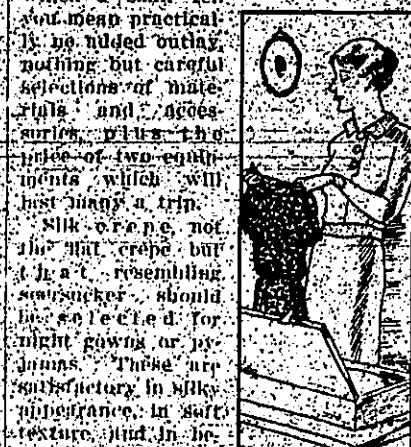 you mean practical-
ly no added outlay,
nothing but careful
selections of mate-
rials and acces-
sories, plus the
price of two equip-
ments which will
last many a trip.
Silk crepe, not
the flat crepe but
that resembling
seersucker should
be selected for
night gowns or py-
jamas. These are
satisfactory in silky
appearance, in soft
texture, and in be-